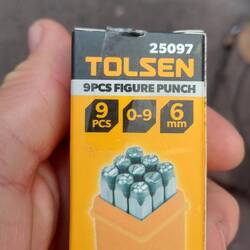 25097
TOLSEN
9PCS FIGURE PUNCH
9 0-9 6
PCS mm